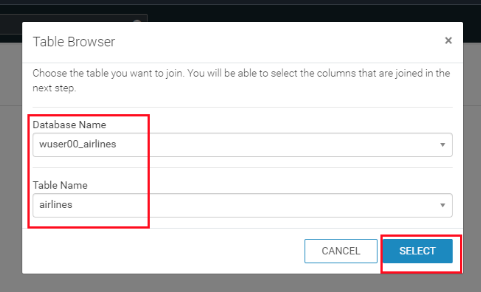 Table Browser
×
Choose the table you want to join. You will be able to select the columns that are joined in the
next step.
Database Name
wuser00_airlines
Table Name
airlines
CANCEL
SELECT